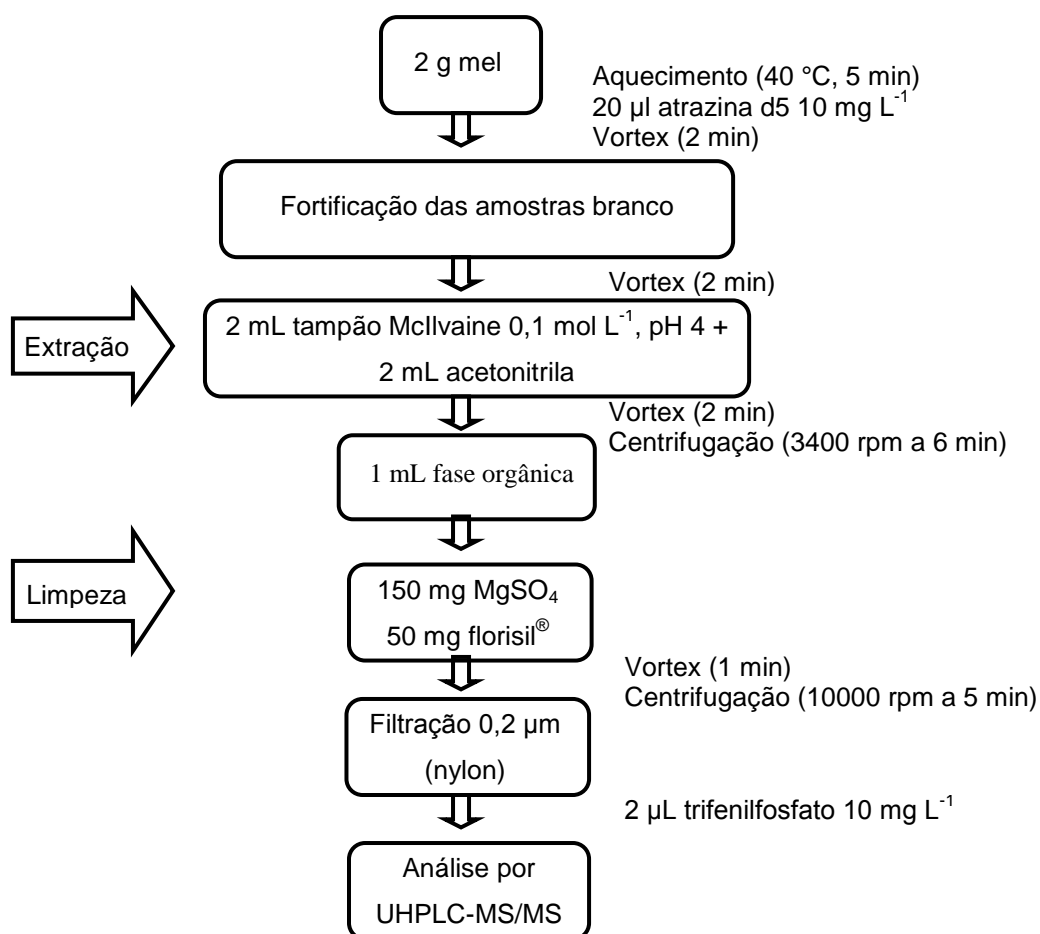 2 g mel
Aquecimento (40 °C, 5 min)
20 µl atrazina d5 10 mg L⁻¹
Vortex (2 min)
Fortificação das amostras branco
Vortex (2 min)
Extração
2 mL tampão McIlvaine 0,1 mol L⁻¹, pH 4 +
2 mL acetonitrila
Vortex (2 min)
Centrifugação (3400 rpm a 6 min)
1 mL fase orgânica
Limpeza
150 mg MgSO₄
50 mg florisil®
Vortex (1 min)
Centrifugação (10000 rpm a 5 min)
Filtração 0,2 µm
(nylon)
2 µL trifenilfosfato 10 mg L⁻¹
Análise por
UHPLC-MS/MS